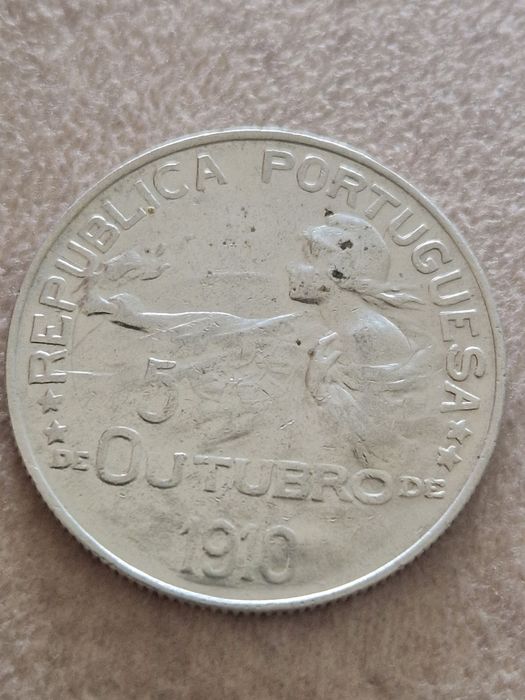 REPUBLICA PORTUGUESA
5
DE OUTUBRO DE
1910